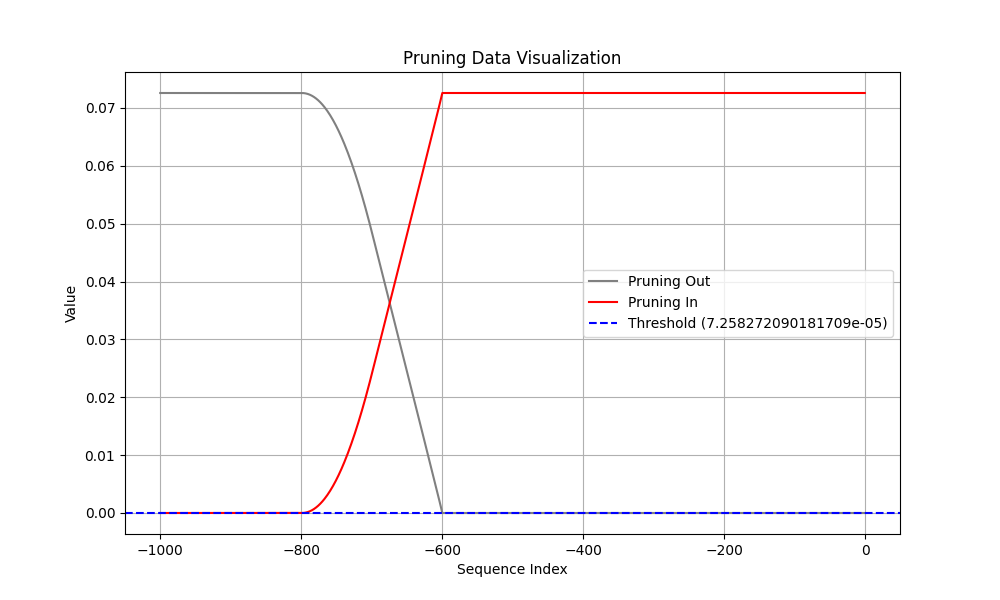 Pruning Data Visualization
Value
0.07
0.06
0.05
0.04
0.03
0.02
0.01
0.00
Pruning Out
Pruning In
Threshold (7.258272090181709e-05)
−1000
−800
−600
−400
−200
0
Sequence Index